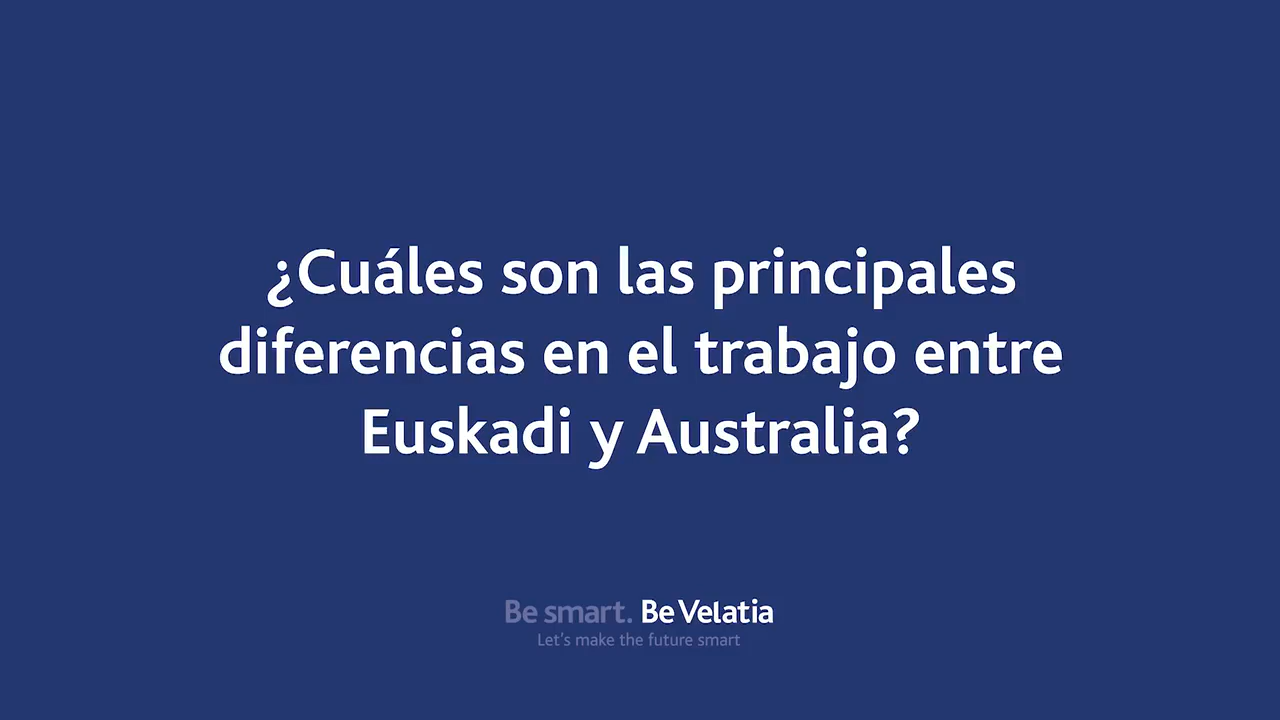 ¿Cuáles son las principales
diferencias en el trabajo entre
Euskadi y Australia?
Be smart. Be Velatia
Let's make the future smart